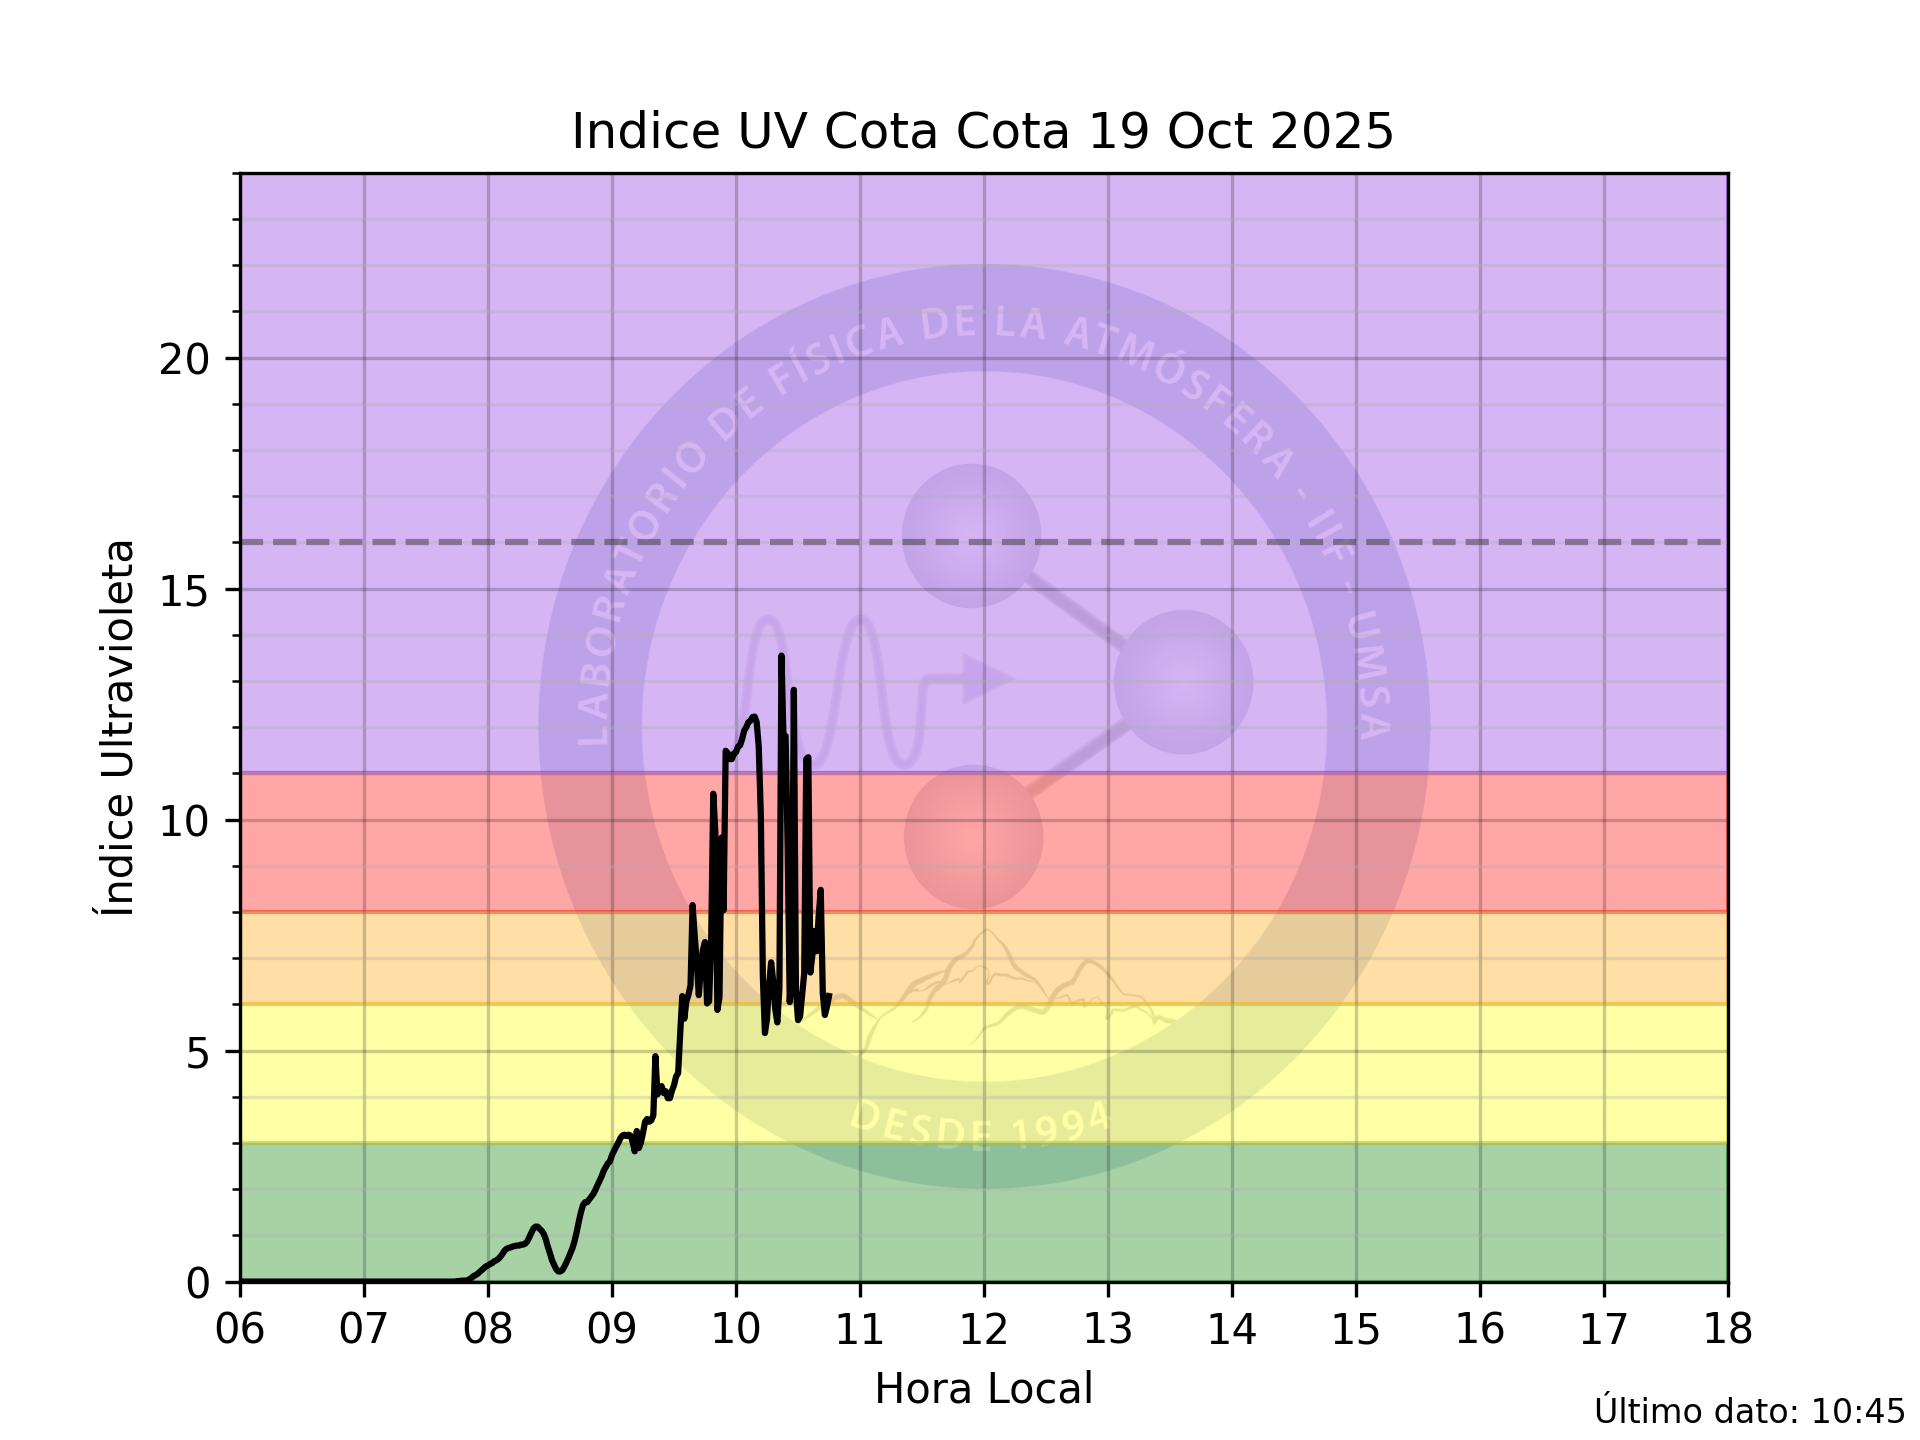 Indice UV Cota Cota 19 Oct 2025
LABORATORIO DE FÍSICA DE LA ATMÓSFERA - IIF - UMSA
DESDE 1994
Índice Ultravioleta
20
15
10
5
0
06 07 08 09 10 11 12 13 14 15 16 17 18
Hora Local
Último dato: 10:45